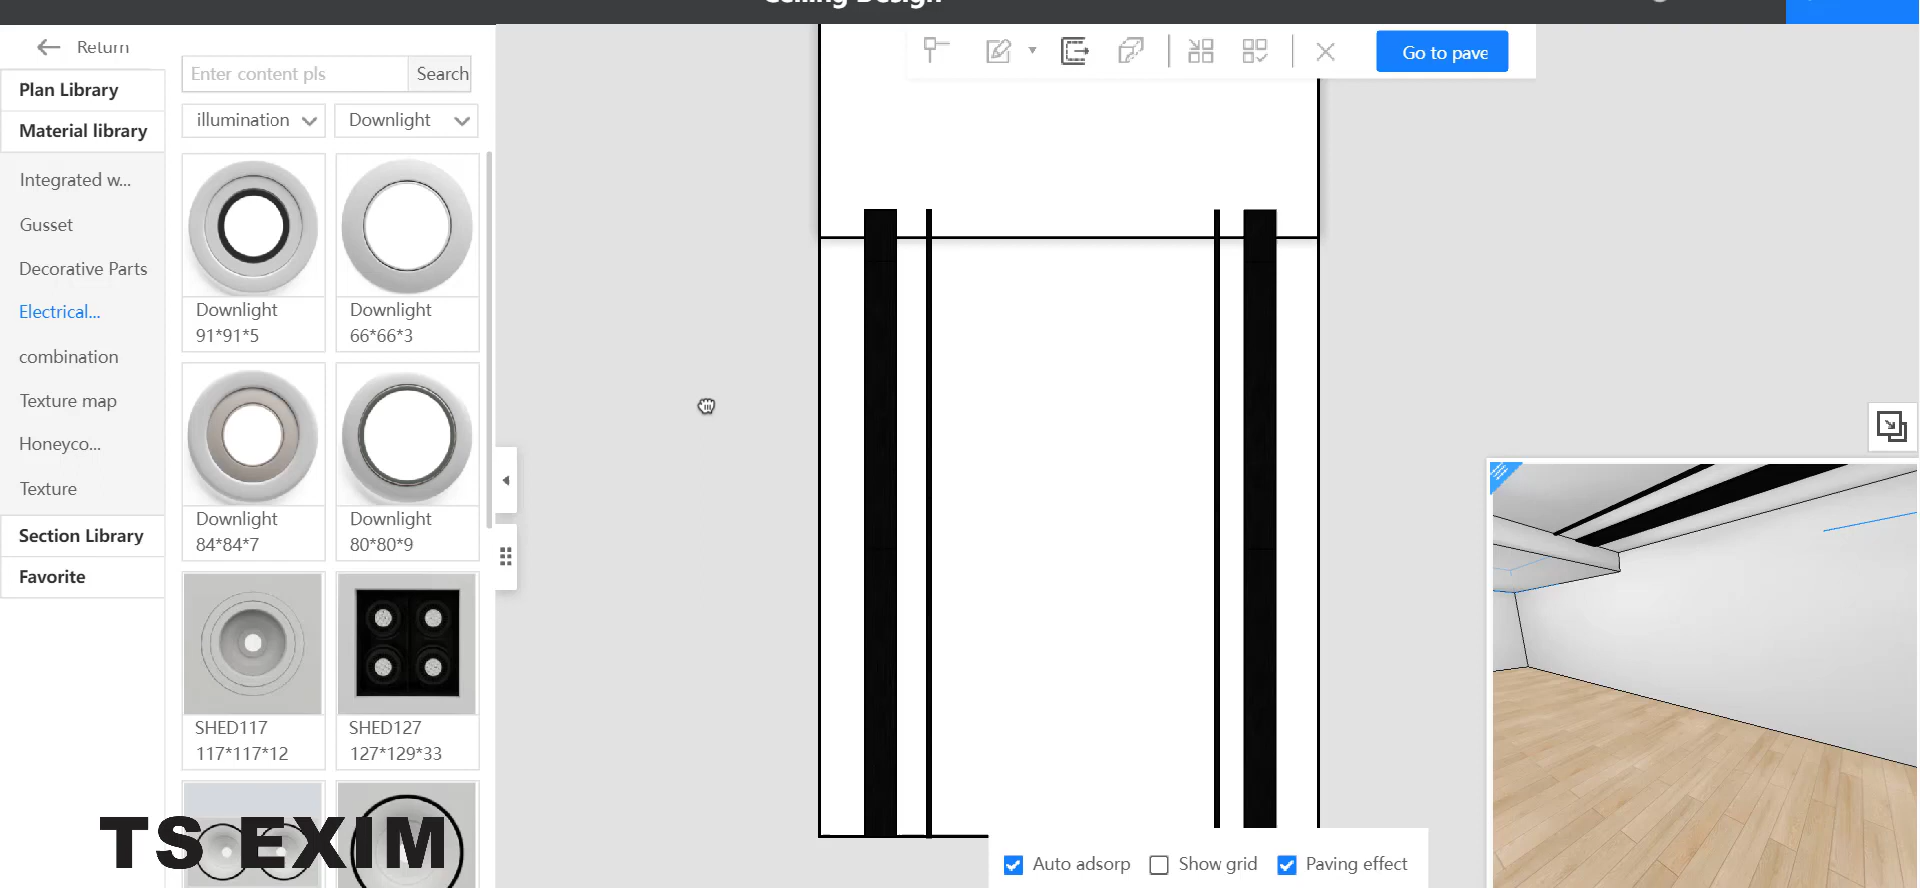 Ceiling Design
Return
Enter content pls
Search
Go to pave
Plan Library
Material library
illumination
Downlight
Integrated w...
Gusset
Decorative Parts
Electrical...
combination
Texture map
Honeyco...
Texture
Section Library
Favorite
Downlight
91*91*5
Downlight
66*66*3
Downlight
84*84*7
Downlight
80*80*9
SHED117
117*117*12
SHED127
127*129*33
TS EXIM
Auto adsorp
Show grid
Paving effect